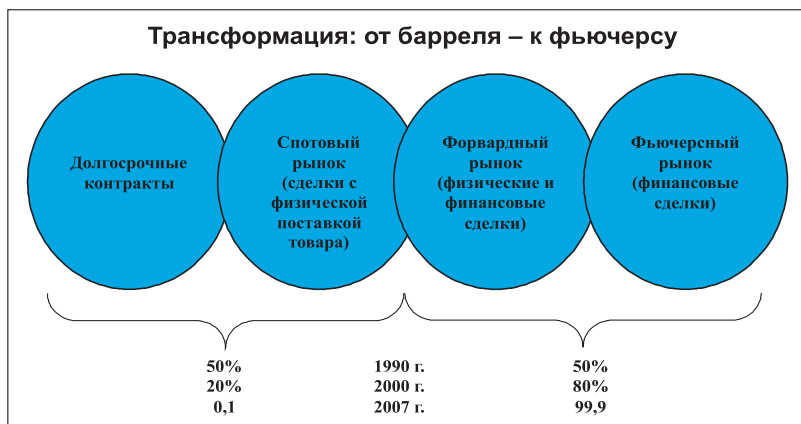 Трансформация: от барреля – к фьючерсу
Долгосрочные
контракты
Спотовый
рынок
(сделки с
физической
поставкой
товара)
Форвардный
рынок
(физические и
финансовые
сделки)
Фьючерсный
рынок
(финансовые
сделки)
50% 1990 г. 50%
20% 2000 г. 80%
0,1 2007 г. 99,9